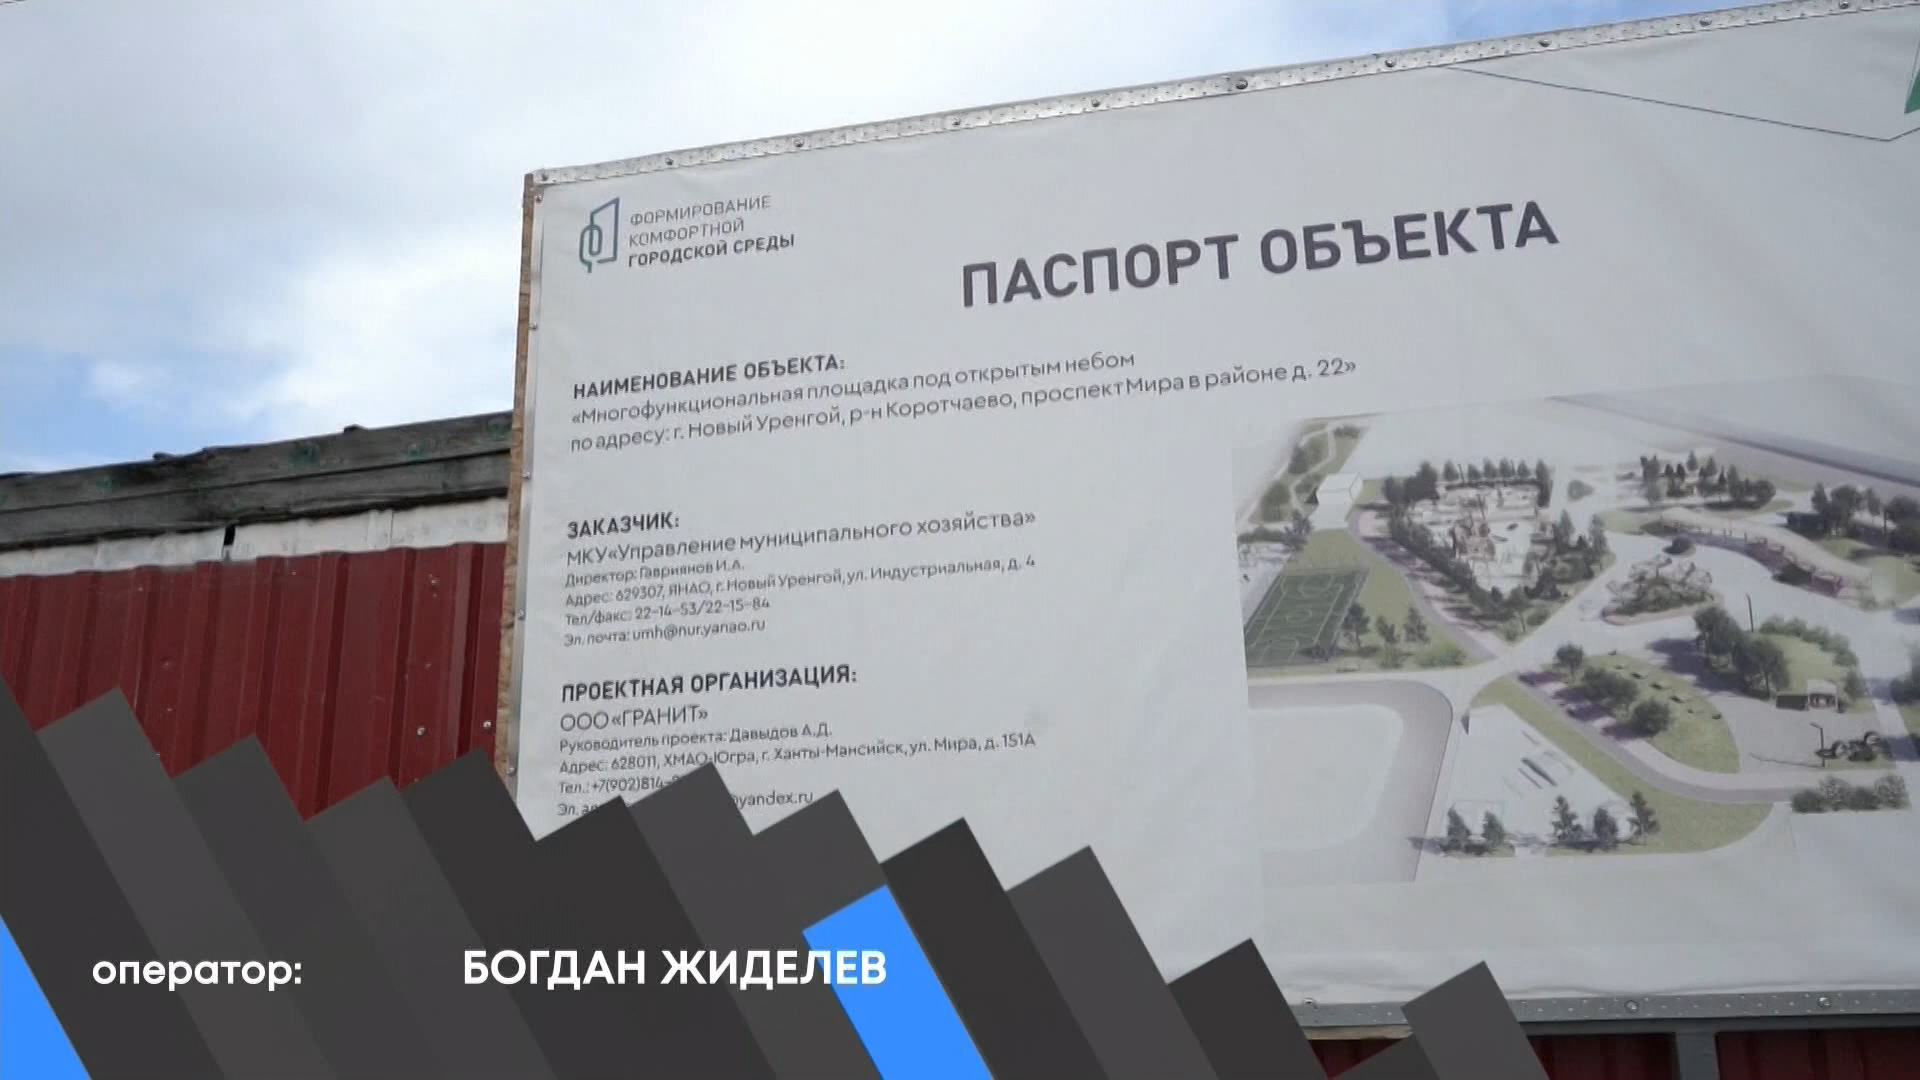 ФОРМИРОВАНИЕ
КОМФОРТНОЙ
ГОРОДСКОЙ СРЕДЫ
ПАСПОРТ ОБЪЕКТА
НАИМЕНОВАНИЕ ОБЪЕКТА:
«Многофункциональная площадка под открытым небом
по адресу: г. Новый Уренгой, р-н Коротчаево, проспект Мира в районе д. 22»
ЗАКАЗЧИК:
МКУ«Управление муниципального хозяйства»
Директор: Гавриянов И.А.
Адрес: 629307, ЯНАО, г. Новый Уренгой, ул. Индустриальная, д. 4
Тел/факс: 22-14-53/22-15-84
Эл. почта: umh@nur.yanao.ru
ПРОЕКТНАЯ ОРГАНИЗАЦИЯ:
ООО«ГРАНИТ»
Руководитель проекта: Давыдов А.Д.
Адрес: 628011, ХМАО-Югра, г. Ханты-Мансийск, ул. Мира, д. 151А
Тел.: +7(902)814-
Эл. @yandex.ru
оператор: БОГДАН ЖИДЕЛЕВ